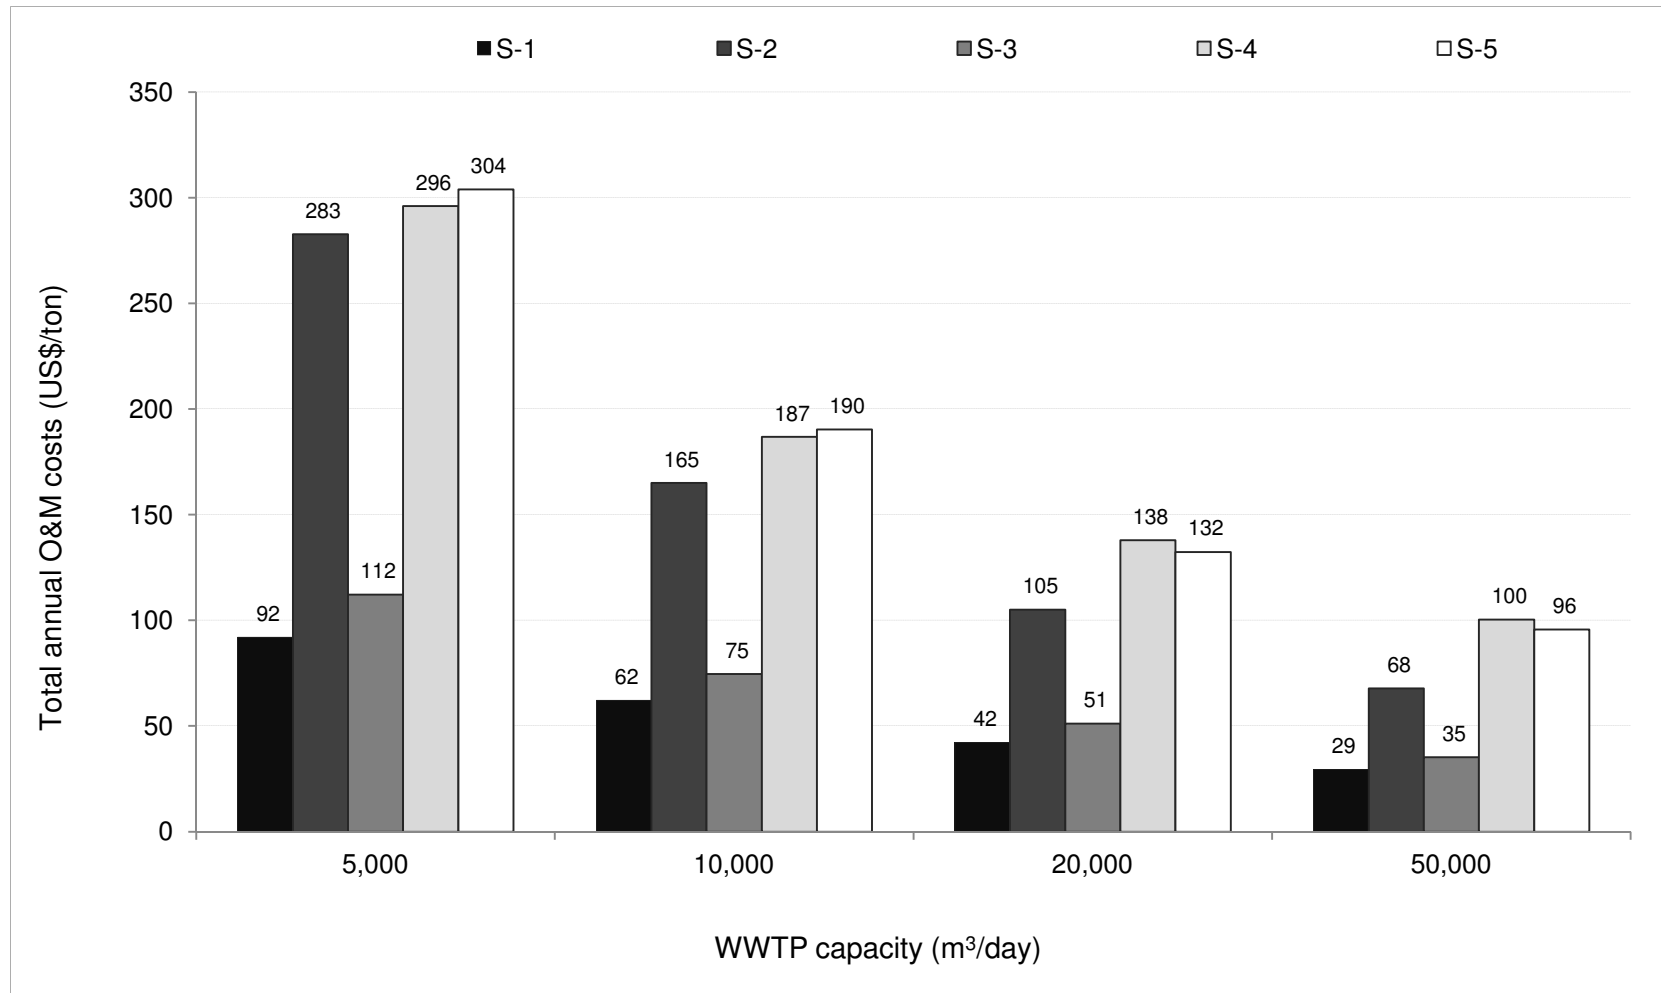 S-1 S-2 S-3 S-4 S-5
350
300
250
200
150
100
50
0
Total annual O&M costs (US$/ton)
92 283 112 296 304
62 165 75 187 190
42 105 51 138 132
29 68 35 100 96
5,000 10,000 20,000 50,000
WWTP capacity (m³/day)